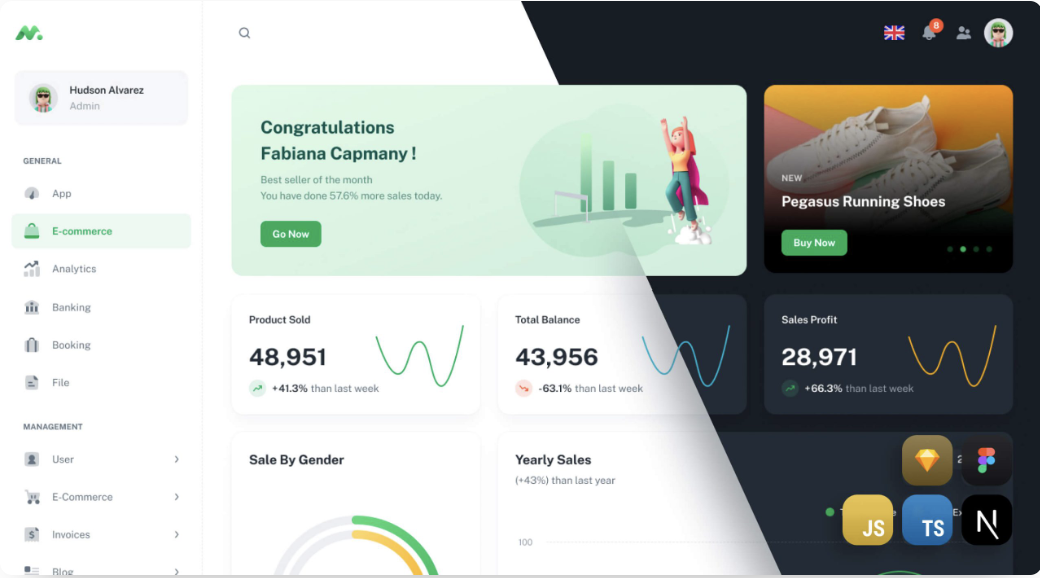 Hudson Alvarez
Admin
GENERAL
App
E-commerce
Analytics
Banking
Booking
File
MANAGEMENT
User
E-Commerce
Invoices
Blog
8
Congratulations
Fabiana Capmany !
Best seller of the month
You have done 57.6% more sales today.
Go Now
NEW
Pegasus Running Shoes
Buy Now
Product Sold
48,951
+41.3% than last week
Total Balance
43,956
-63.1% than last week
Sales Profit
28,971
+66.3% than last week
Sale By Gender
Yearly Sales
(+43%) than last year
100
JS
TS
N